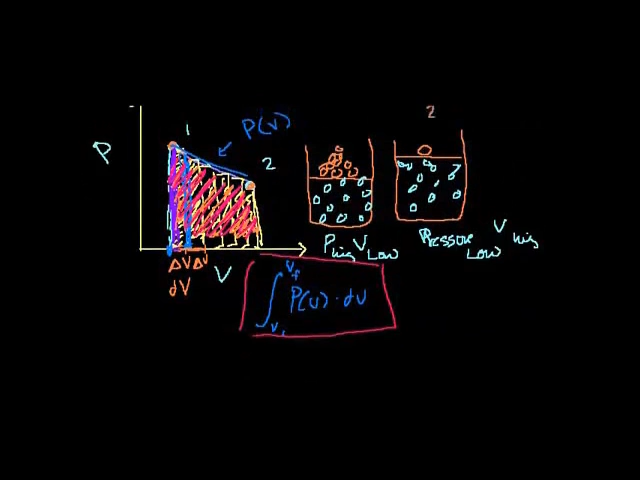 2
1
P(V)
P
2
P high V Low
Pressure Low V high
ΔV ΔV
V
dV
∫ Vi Vf P(V) · dV